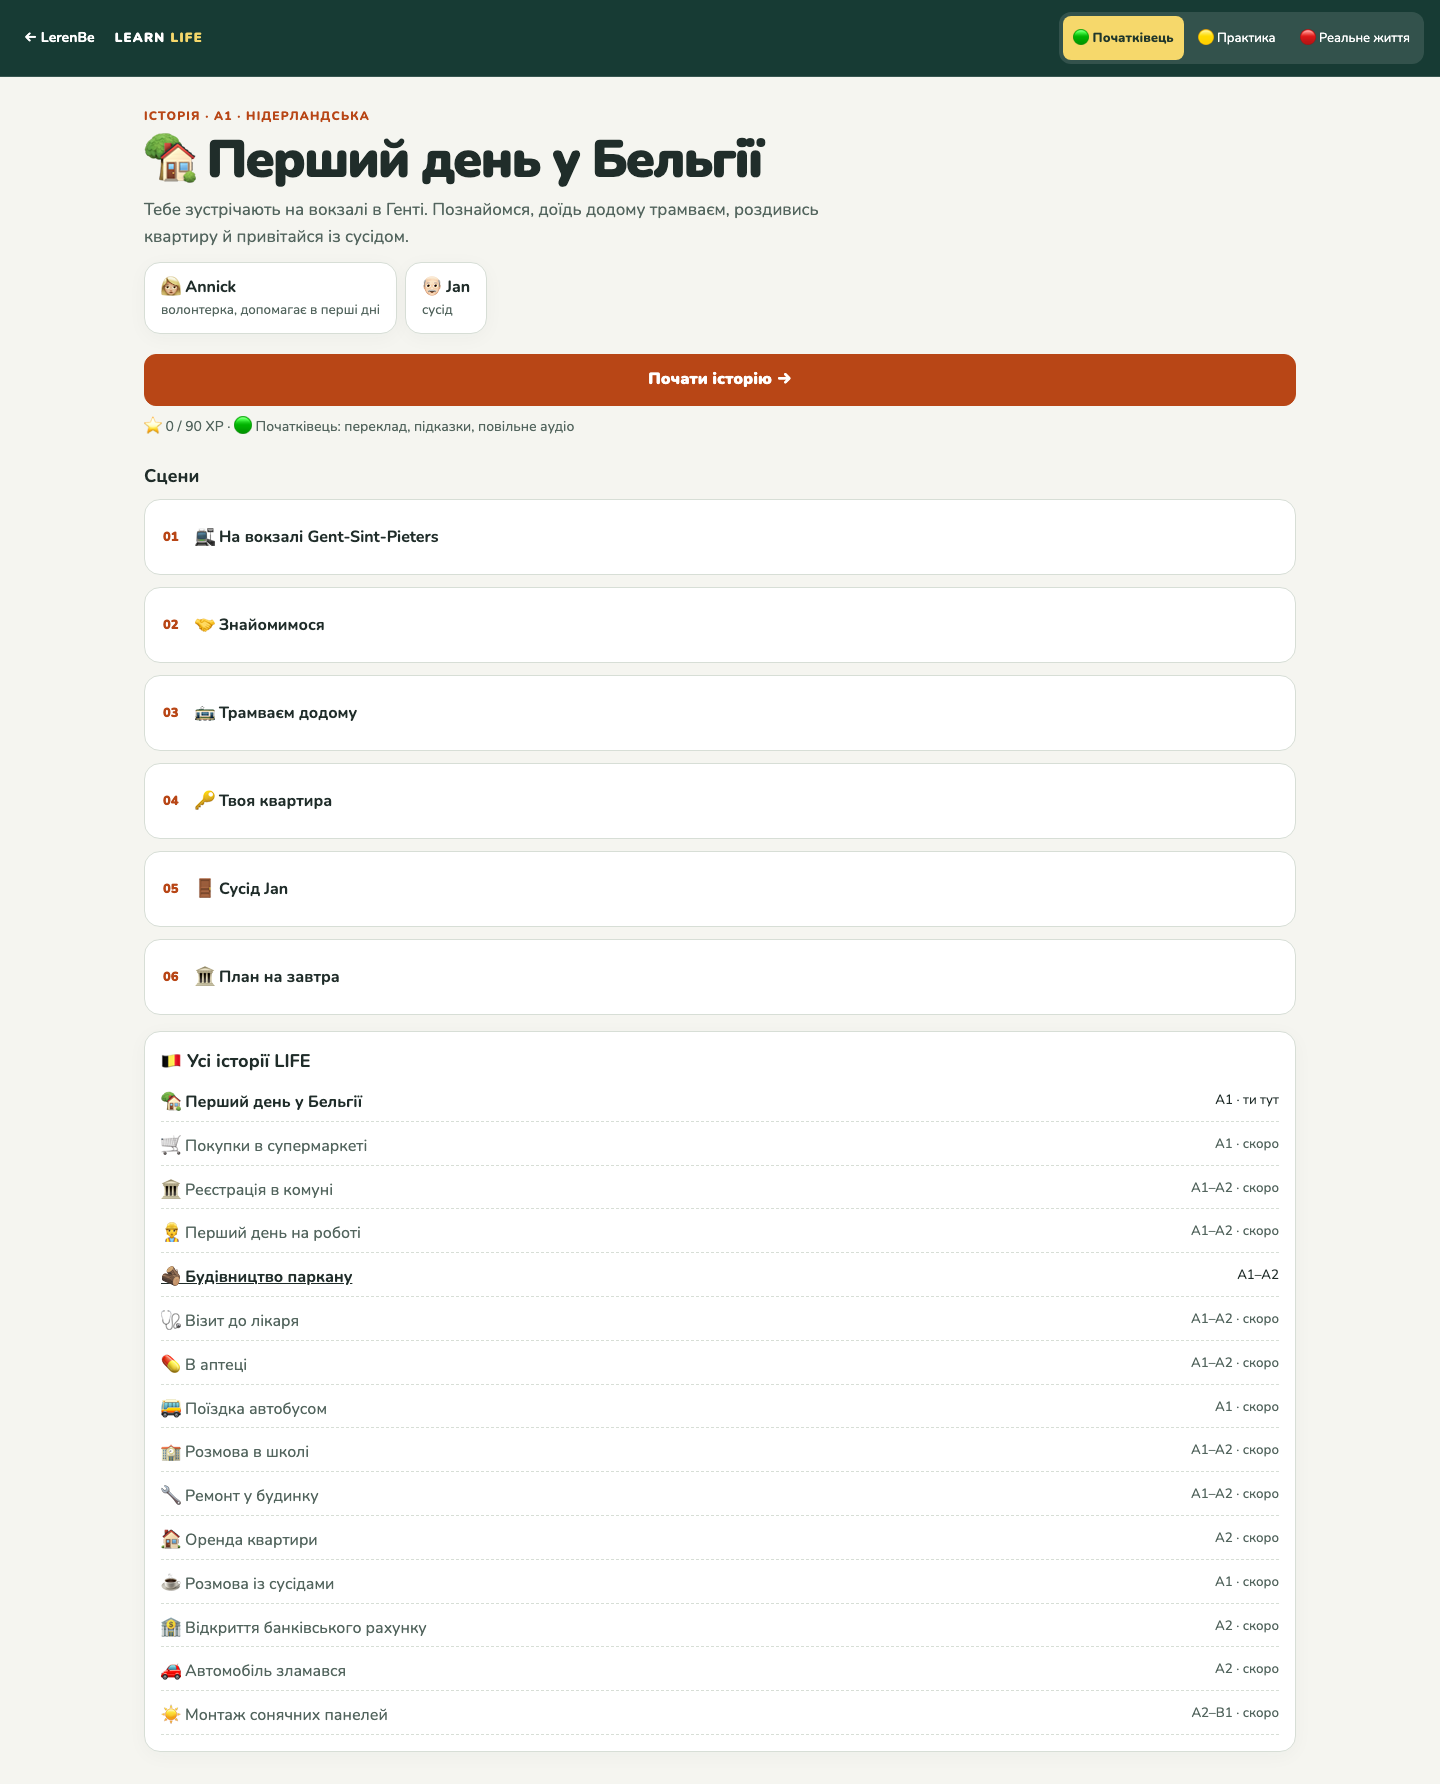 ← LerenBe LEARN LIFE Початківець Практика Реальне життя
ІСТОРІЯ · A1 · НІДЕРЛАНДСЬКА
Перший день у Бельгії
Тебе зустрічають на вокзалі в Генті. Познайомся, доїдь додому трамваєм, роздивись
квартиру й привітайся із сусідом.
Annick
волонтерка, допомагає в перші дні
Jan
сусід
Почати історію →
0 / 90 XP · Початківець: переклад, підказки, повільне аудіо
Сцени
01 На вокзалі Gent-Sint-Pieters
02 Знайомимося
03 Трамваєм додому
04 Твоя квартира
05 Сусід Jan
06 План на завтра
Усі історії LIFE
Перший день у Бельгії A1 · ти тут
Покупки в супермаркеті A1 · скоро
Реєстрація в комуні A1–A2 · скоро
Перший день на роботі A1–A2 · скоро
Будівництво паркану A1–A2
Візит до лікаря A1–A2 · скоро
В аптеці A1–A2 · скоро
Поїздка автобусом A1 · скоро
Розмова в школі A1–A2 · скоро
Ремонт у будинку A1–A2 · скоро
Оренда квартири A2 · скоро
Розмова із сусідами A1 · скоро
Відкриття банківського рахунку A2 · скоро
Автомобіль зламався A2 · скоро
Монтаж сонячних панелей A2–B1 · скоро